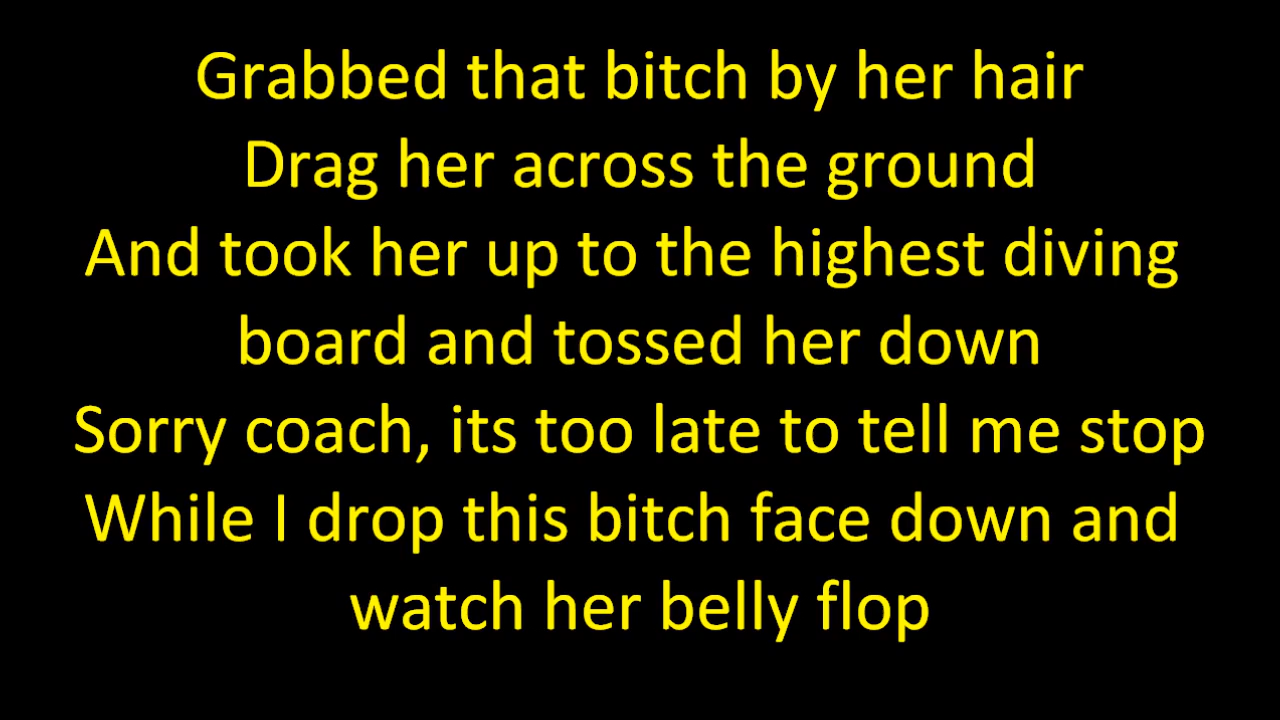 Grabbed that bitch by her hair
Drag her across the ground
And took her up to the highest diving
board and tossed her down
Sorry coach, its too late to tell me stop
While I drop this bitch face down and
watch her belly flop